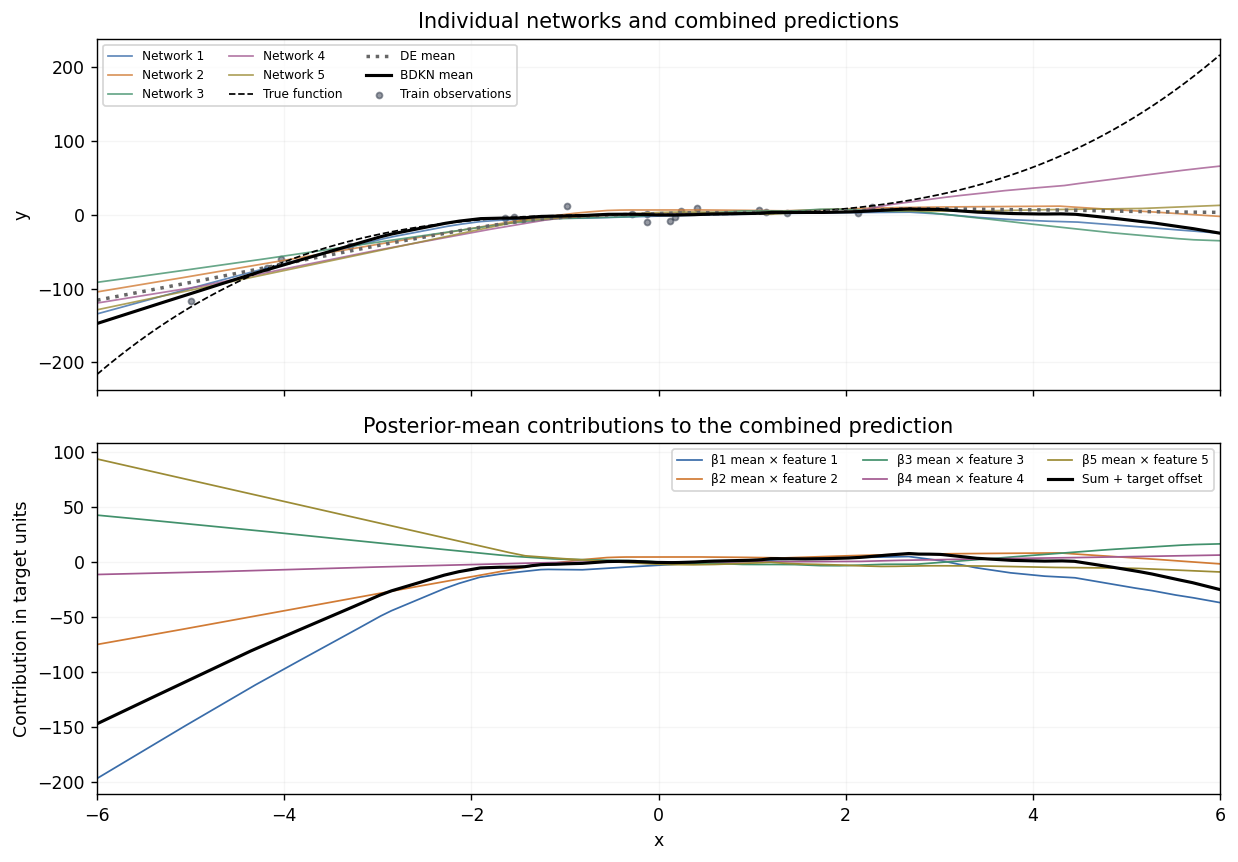 Individual networks and combined predictions
Network 1
Network 2
Network 3
Network 4
Network 5
True function
DE mean
BDKN mean
Train observations
y
200
100
0
−100
−200
Posterior-mean contributions to the combined prediction
β1 mean × feature 1
β2 mean × feature 2
β3 mean × feature 3
β4 mean × feature 4
β5 mean × feature 5
Sum + target offset
Contribution in target units
100
50
0
−50
−100
−150
−200
−6
−4
−2
0
2
4
6
x